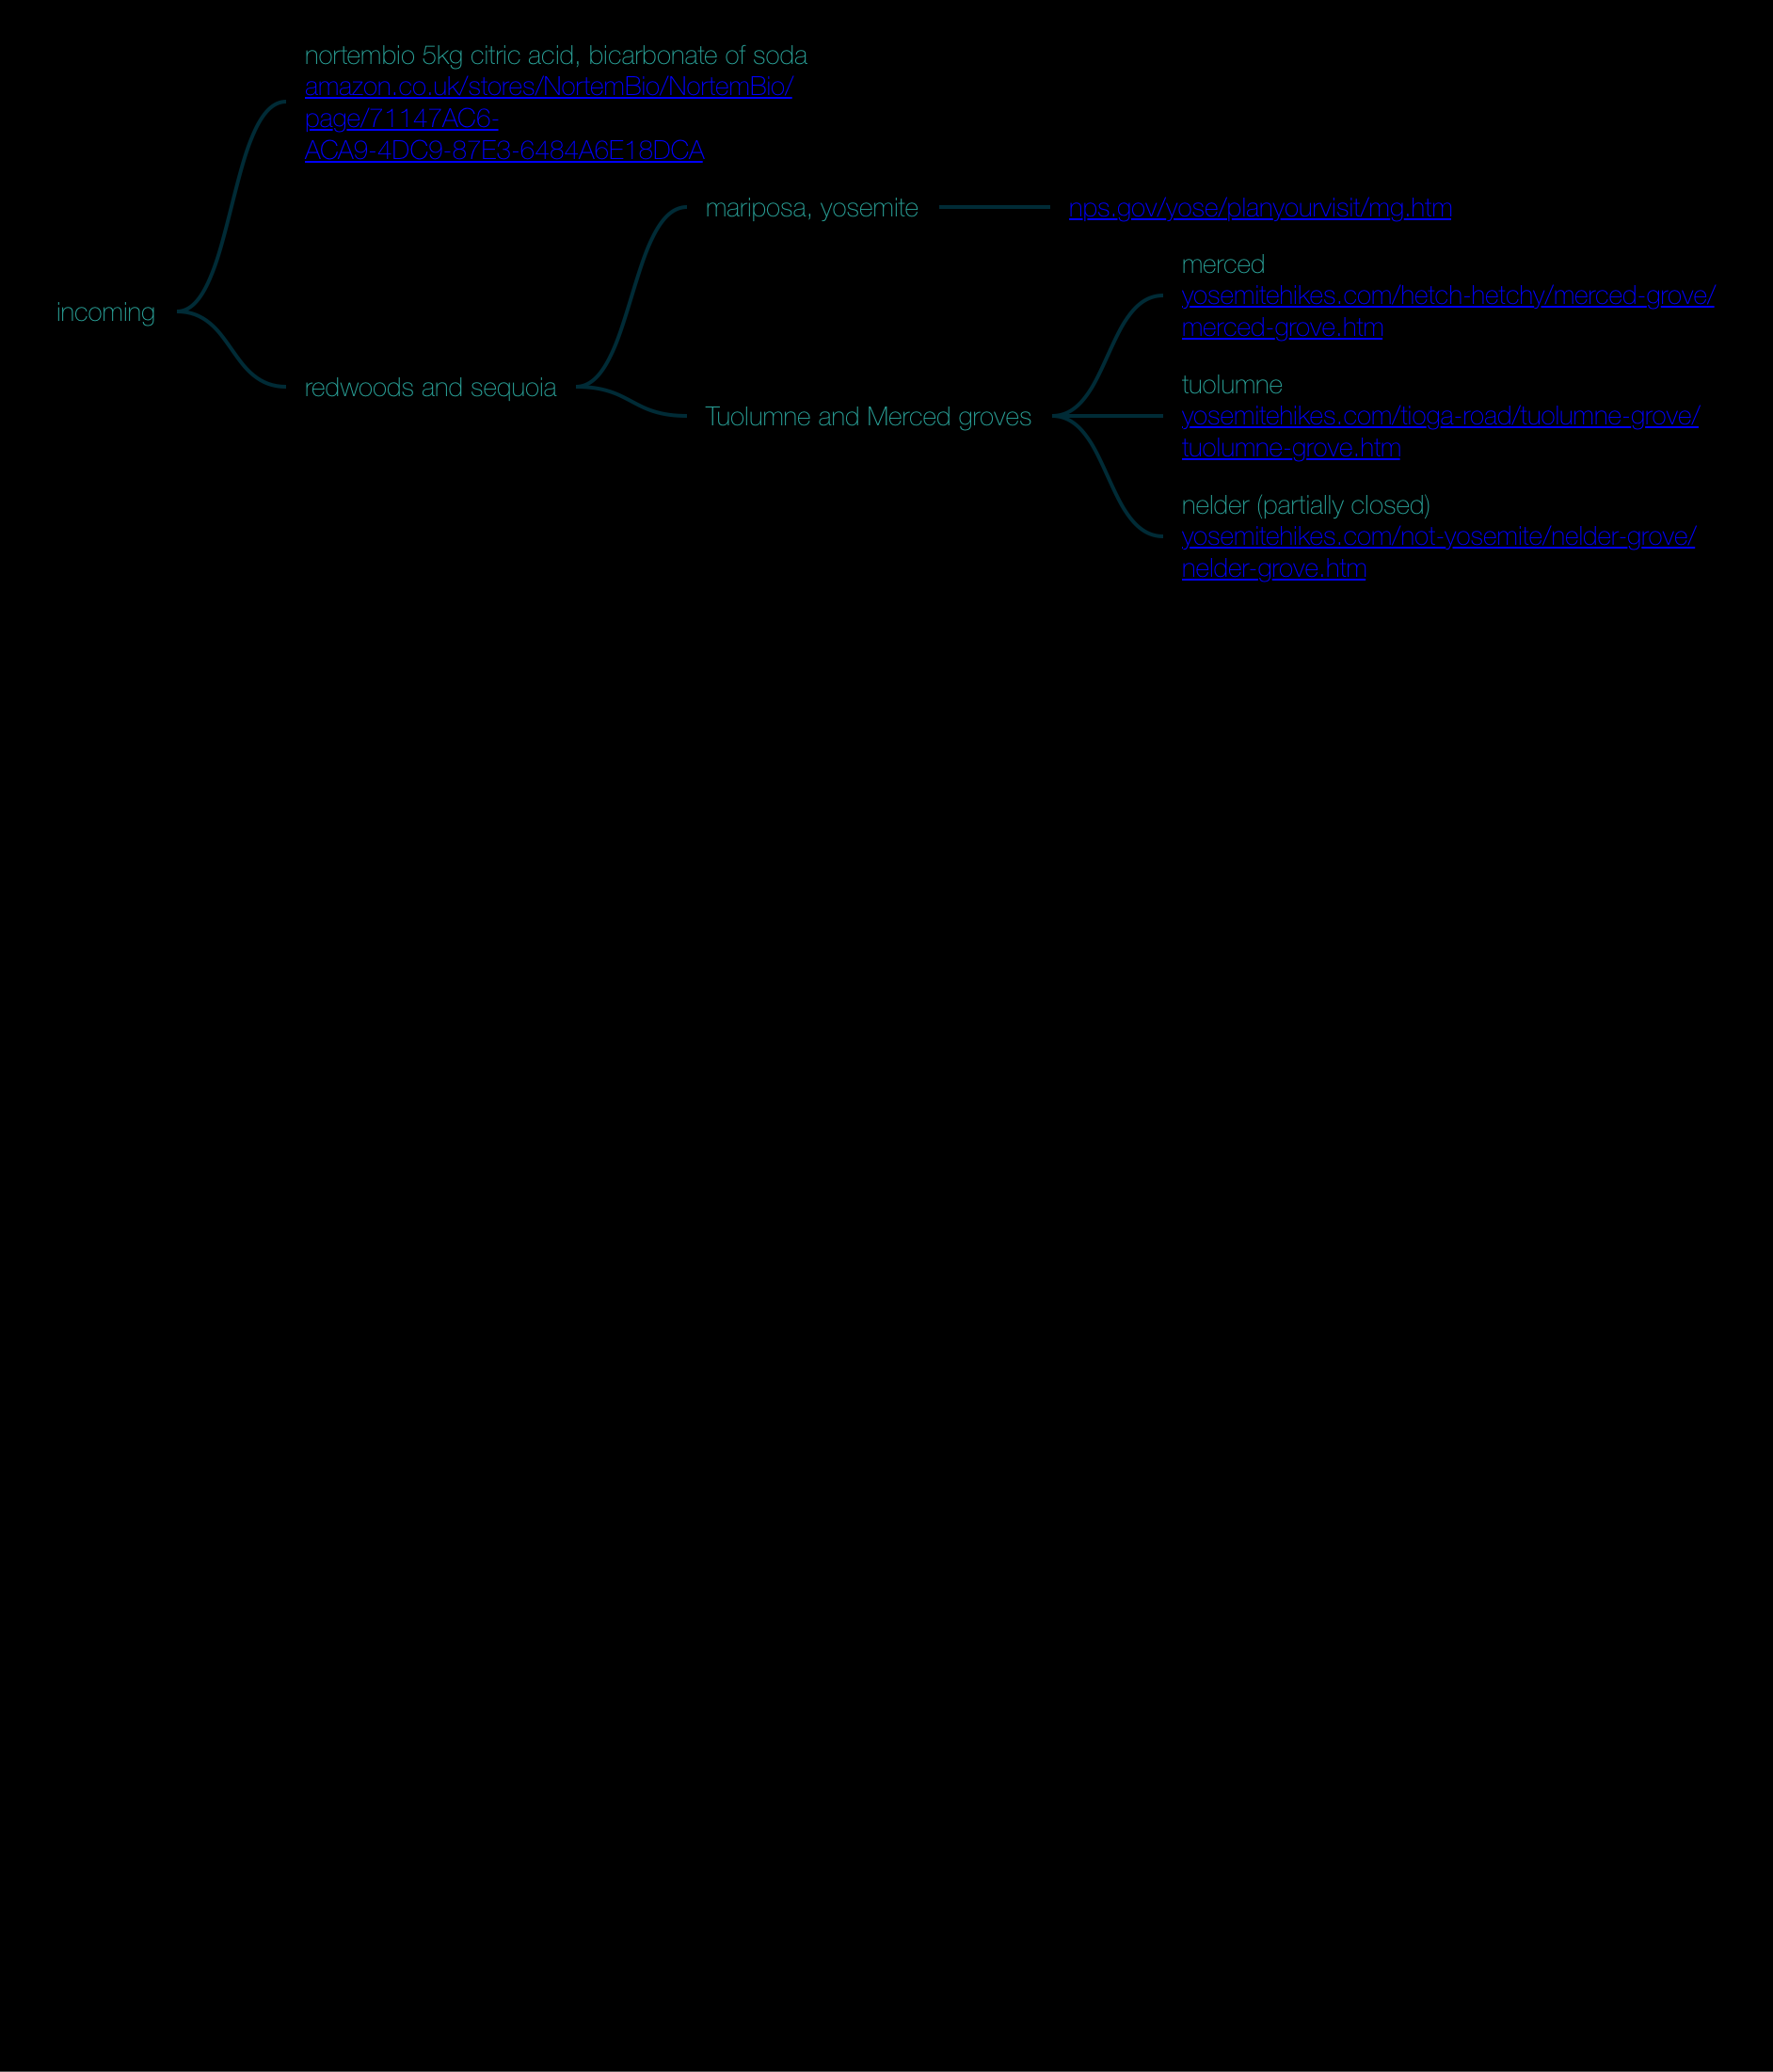 nortembio 5kg citric acid, bicarbonate of soda
amazon.co.uk/stores/NortemBio/NortemBio/
page/71147AC6-
ACA9-4DC9-87E3-6484A6E18DCA
incoming
redwoods and sequoia
mariposa, yosemite
nps.gov/yose/planyourvisit/mg.htm
Tuolumne and Merced groves
merced
yosemitehikes.com/hetch-hetchy/merced-grove/
merced-grove.htm
tuolumne
yosemitehikes.com/tioga-road/tuolumne-grove/
tuolumne-grove.htm
nelder (partially closed)
yosemitehikes.com/not-yosemite/nelder-grove/
nelder-grove.htm